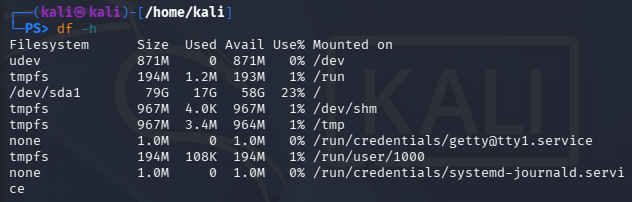 ┌──(kali㉿kali)-[/home/kali]
└─PS> df -h
Filesystem      Size  Used Avail Use% Mounted on
udev            871M     0  871M   0% /dev
tmpfs           194M  1.2M  193M   1% /run
/dev/sda1        79G   17G   58G  23% /
tmpfs           967M  4.0K  967M   1% /dev/shm
tmpfs           967M  3.4M  964M   1% /tmp
none            1.0M     0  1.0M   0% /run/credentials/getty@tty1.service
tmpfs           194M  108K  194M   1% /run/user/1000
none            1.0M     0  1.0M   0% /run/credentials/systemd-journald.servi
ce
KALI